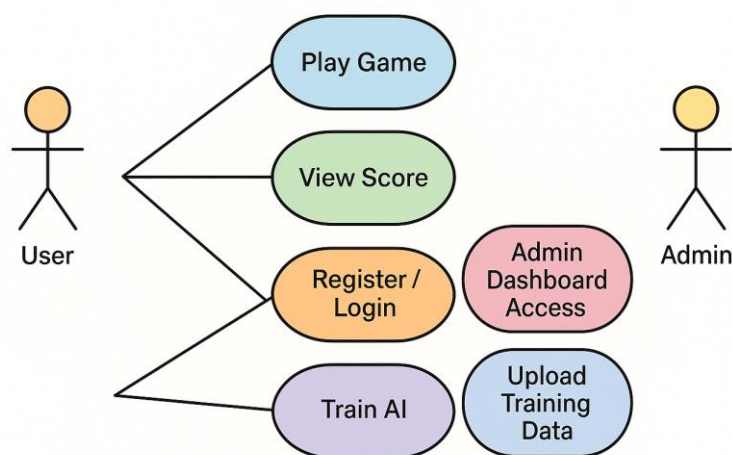 Play Game
View Score
User
Admin
Register /
Login
Admin
Dashboard
Access
Train AI
Upload
Training
Data